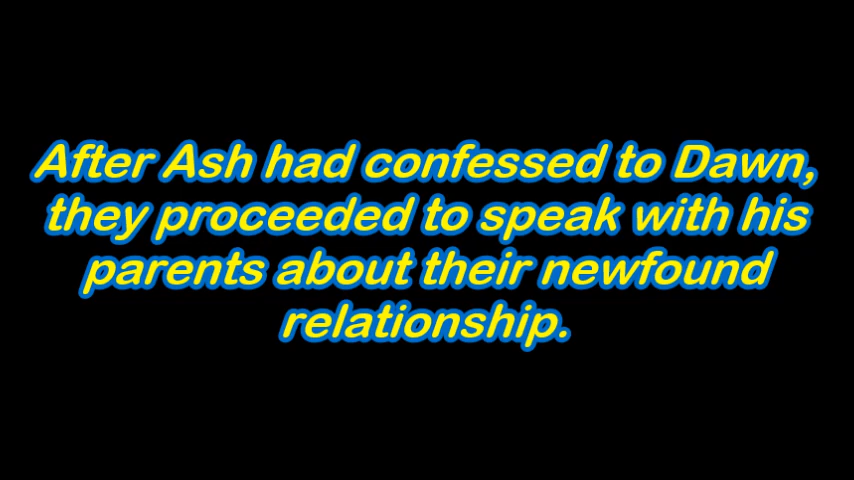 After Ash had confessed to Dawn,
they proceeded to speak with his
parents about their newfound
relationship.